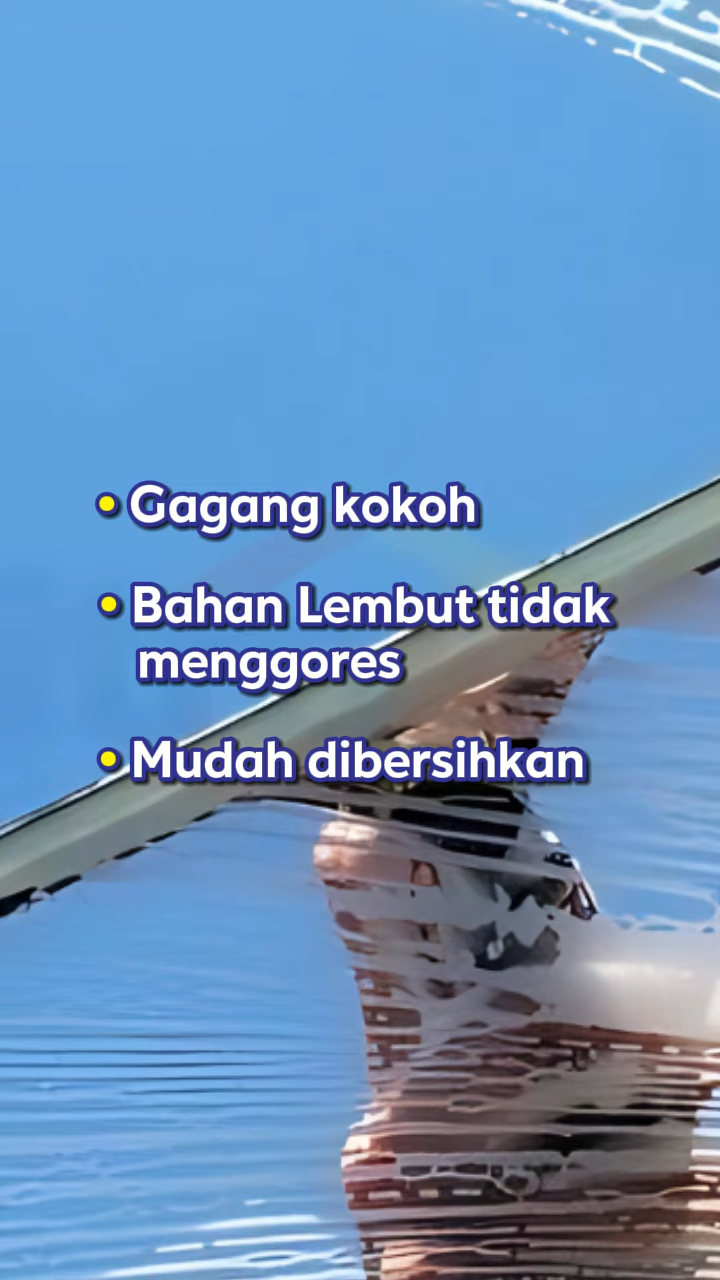 • Gagang kokoh
• Bahan Lembut tidak
menggores
• Mudah dibersihkan